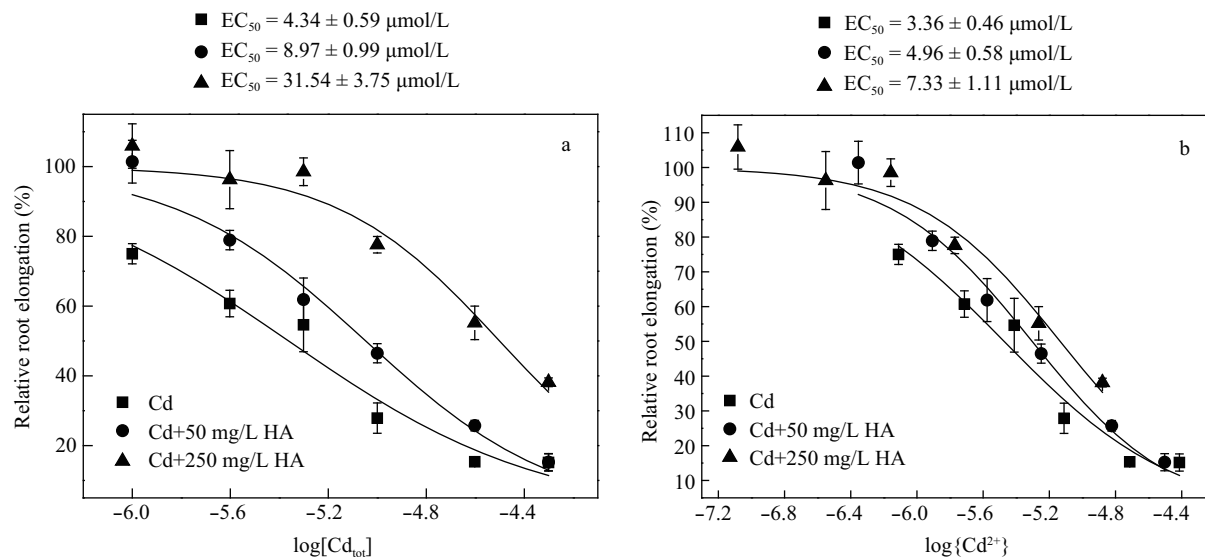 EC₅₀ = 4.34 ± 0.59 μmol/L
EC₅₀ = 8.97 ± 0.99 μmol/L
EC₅₀ = 31.54 ± 3.75 μmol/L
a
Relative root elongation (%)
100
80
60
40
20
Cd
Cd+50 mg/L HA
Cd+250 mg/L HA
−6.0 −5.6 −5.2 −4.8 −4.4
log[Cd_tot]
EC₅₀ = 3.36 ± 0.46 μmol/L
EC₅₀ = 4.96 ± 0.58 μmol/L
EC₅₀ = 7.33 ± 1.11 μmol/L
b
Relative root elongation (%)
110
100
90
80
70
60
50
40
30
20
10
Cd
Cd+50 mg/L HA
Cd+250 mg/L HA
−7.2 −6.8 −6.4 −6.0 −5.6 −5.2 −4.8 −4.4
log{Cd²⁺}